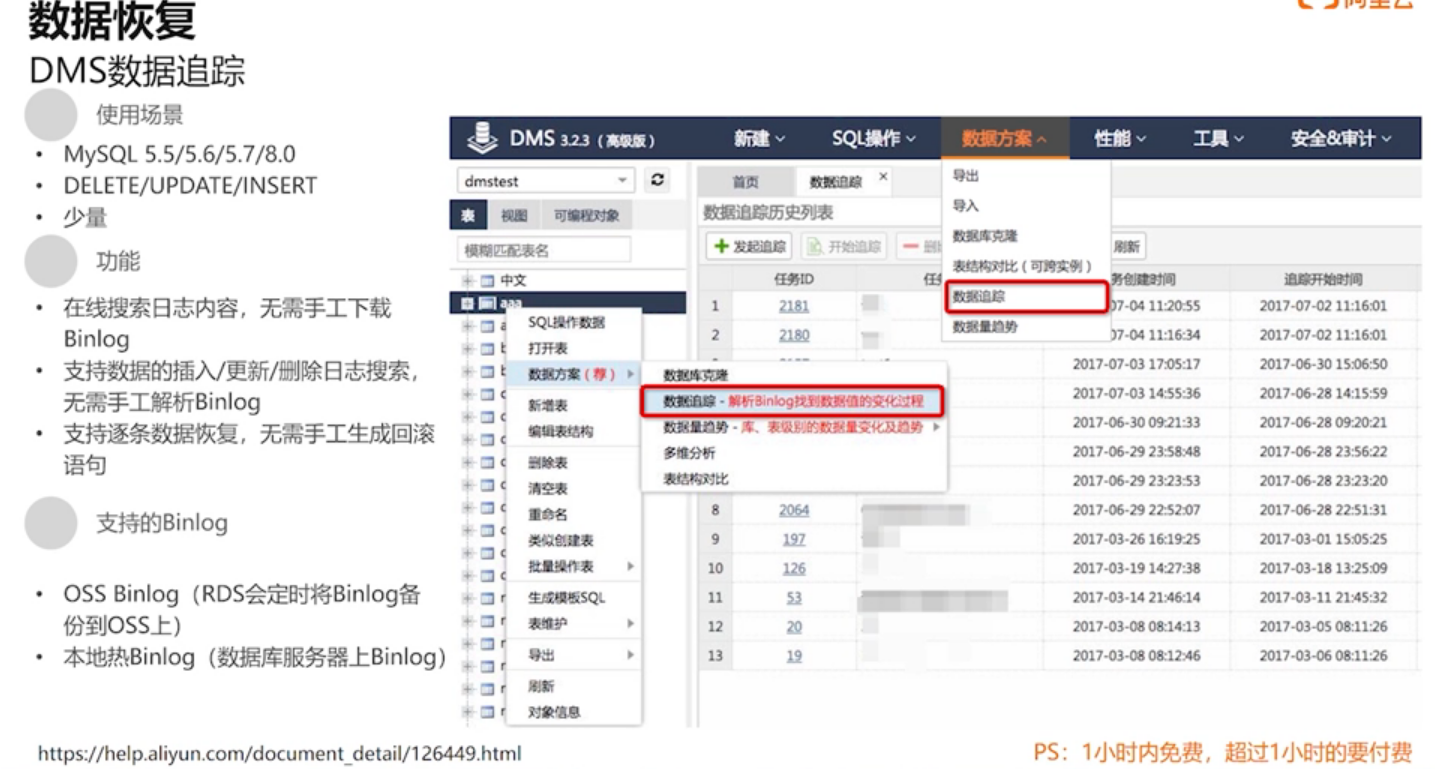 数据恢复
阿里云
DMS数据追踪
使用场景
• MySQL 5.5/5.6/5.7/8.0
• DELETE/UPDATE/INSERT
• 少量
功能
• 在线搜索日志内容，无需手工下载
Binlog
• 支持数据的插入/更新/删除日志搜索，
无需手工解析Binlog
• 支持逐条数据恢复，无需手工生成回滚
语句
支持的Binlog
• OSS Binlog（RDS会定时将Binlog备
份到OSS上）
• 本地热Binlog（数据库服务器上Binlog）
DMS 3.2.3（高级版） 新建 SQL操作 数据方案 性能 工具 安全&审计
dmstest
表 视图 可编程对象
模糊匹配表名
中文
aaa
SQL操作数据
打开表
数据方案（荐）
新增表
编辑表结构
删除表
清空表
重命名
类似创建表
批量操作表
生成模板SQL
表维护
导出
刷新
对象信息
数据库克隆
数据追踪 - 解析Binlog找到数据值的变化过程
数据量趋势 - 库、表级别的数据量变化及趋势
多维分析
表结构对比
导出
导入
数据库克隆
表结构对比（可跨实例）
数据追踪
数据量趋势
首页 数据追踪 ×
数据追踪历史列表
发起追踪 开始追踪 刷新
任务ID 务创建时间 追踪开始时间
1 2181 07-04 11:20:55 2017-07-02 11:16:01
2 2180 07-04 11:16:34 2017-07-02 11:16:01
2017-07-03 17:05:17 2017-06-30 15:06:50
2017-07-03 14:55:36 2017-06-28 14:15:59
2017-06-30 09:21:33 2017-06-28 09:20:21
2017-06-29 23:58:48 2017-06-28 23:56:22
2017-06-29 23:23:53 2017-06-28 23:23:20
8 2064 2017-06-29 22:52:07 2017-06-28 22:51:31
9 197 2017-03-26 16:19:25 2017-03-01 15:05:25
10 126 2017-03-19 14:27:38 2017-03-18 13:25:09
11 53 2017-03-14 21:46:14 2017-03-11 21:45:32
12 20 2017-03-08 08:14:13 2017-03-05 08:11:26
13 19 2017-03-08 08:12:46 2017-03-06 08:11:26
https://help.aliyun.com/document_detail/126449.html
PS：1小时内免费，超过1小时的要付费